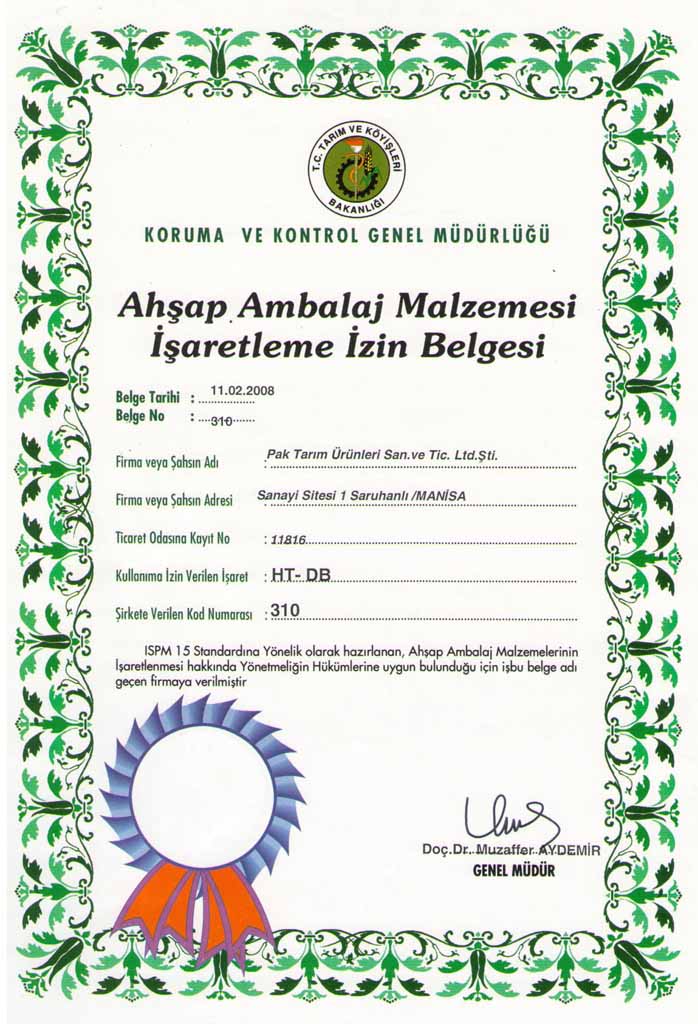 T.C. TARIM VE KÖYİŞLERİ BAKANLIĞI
KORUMA VE KONTROL GENEL MÜDÜRLÜĞÜ
Ahşap Ambalaj Malzemesi
İşaretleme İzin Belgesi
Belge Tarihi : 11.02.2008
Belge No : 310
Firma veya Şahsın Adı : Pak Tarım Ürünleri San.ve Tic. Ltd.Şti.
Firma veya Şahsın Adresi : Sanayi Sitesi 1 Saruhanlı /MANİSA
Ticaret Odasına Kayıt No : 11816
Kullanıma İzin Verilen İşaret : HT- DB
Şirkete Verilen Kod Numarası : 310
ISPM 15 Standardına Yönelik olarak hazırlanan, Ahşap Ambalaj Malzemelerinin
İşaretlenmesi hakkında Yönetmeliğin Hükümlerine uygun bulunduğu için işbu belge adı
geçen firmaya verilmiştir
Doç.Dr. Muzaffer AYDEMİR
GENEL MÜDÜR